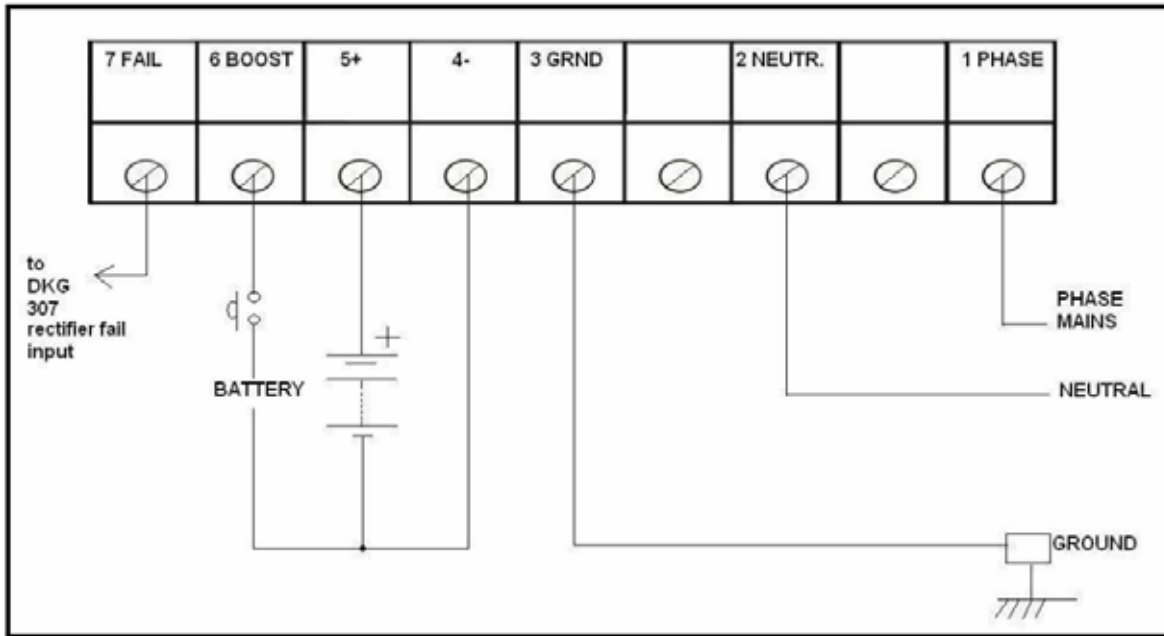 7 FAIL 6 BOOST 5+ 4- 3 GRND 2 NEUTR. 1 PHASE
to
DKG
307
rectifier fail
input
+
BATTERY
PHASE
MAINS
NEUTRAL
GROUND